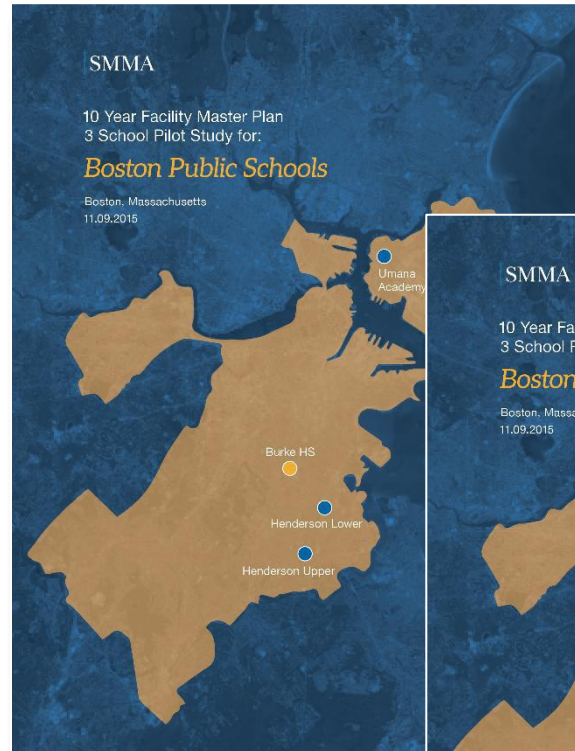 SMMA
10 Year Facility Master Plan
3 School Pilot Study for:
Boston Public Schools
Boston, Massachusetts
11.09.2015
Umana
Academy
Burke HS
Henderson Lower
Henderson Upper
SMMA
10 Year Fa
3 School
Boston
Boston, Massa
11.09.2015